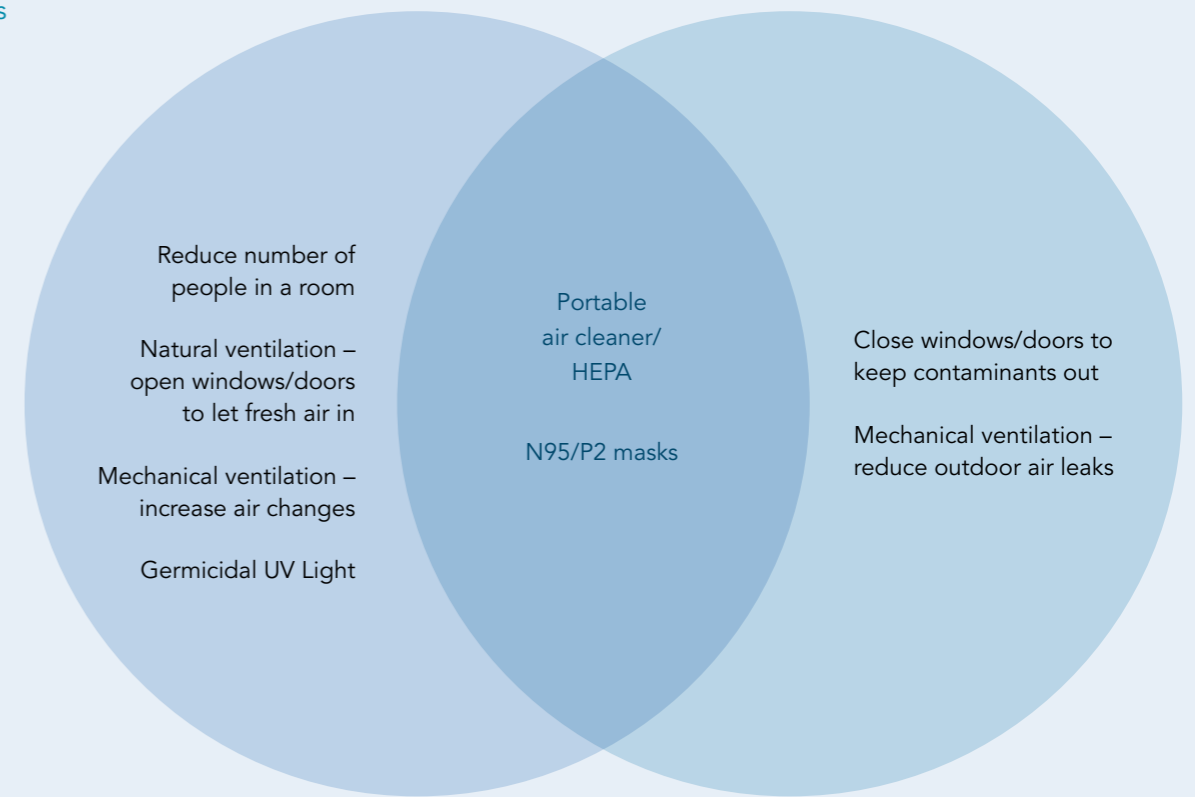 s
Reduce number of
people in a room
Natural ventilation –
open windows/doors
to let fresh air in
Mechanical ventilation –
increase air changes
Germicidal UV Light
Portable
air cleaner/
HEPA
N95/P2 masks
Close windows/doors to
keep contaminants out
Mechanical ventilation –
reduce outdoor air leaks